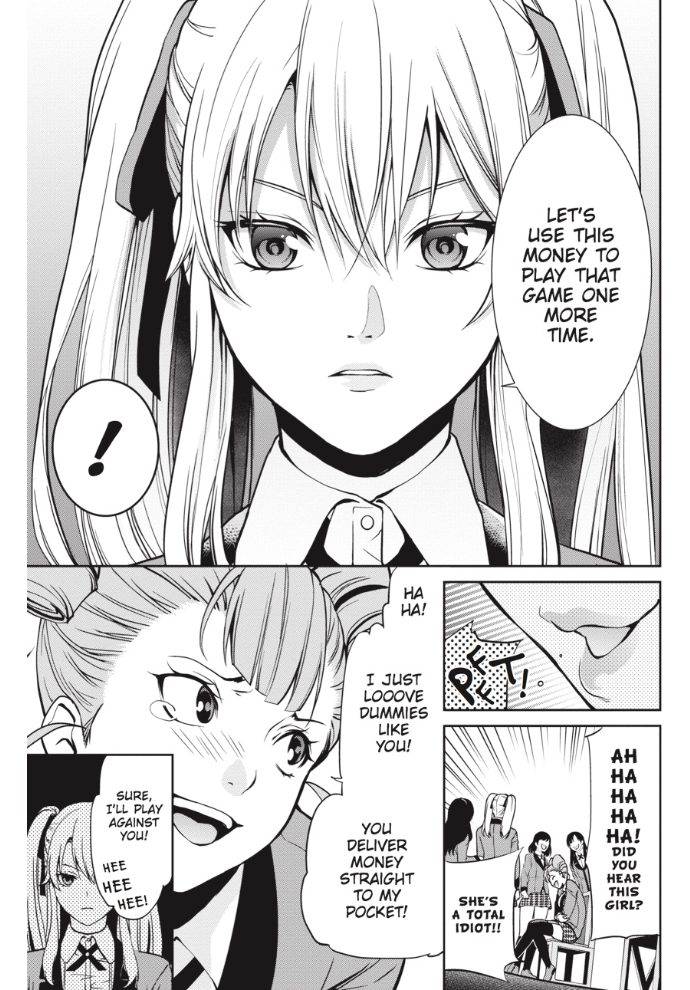 LET'S
USE THIS
MONEY TO
PLAY THAT
GAME ONE
MORE
TIME.
!
PFFT!
AH
HA
HA
HA
HA!
DID
YOU
HEAR
THIS
GIRL?
SHE'S
A TOTAL
IDIOT!!
HA
HA!
I JUST
LOOOVE
DUMMIES
LIKE
YOU!
YOU
DELIVER
MONEY
STRAIGHT
TO MY
POCKET!
SURE,
I'LL PLAY
AGAINST
YOU!
HEE
HEE
HEE!